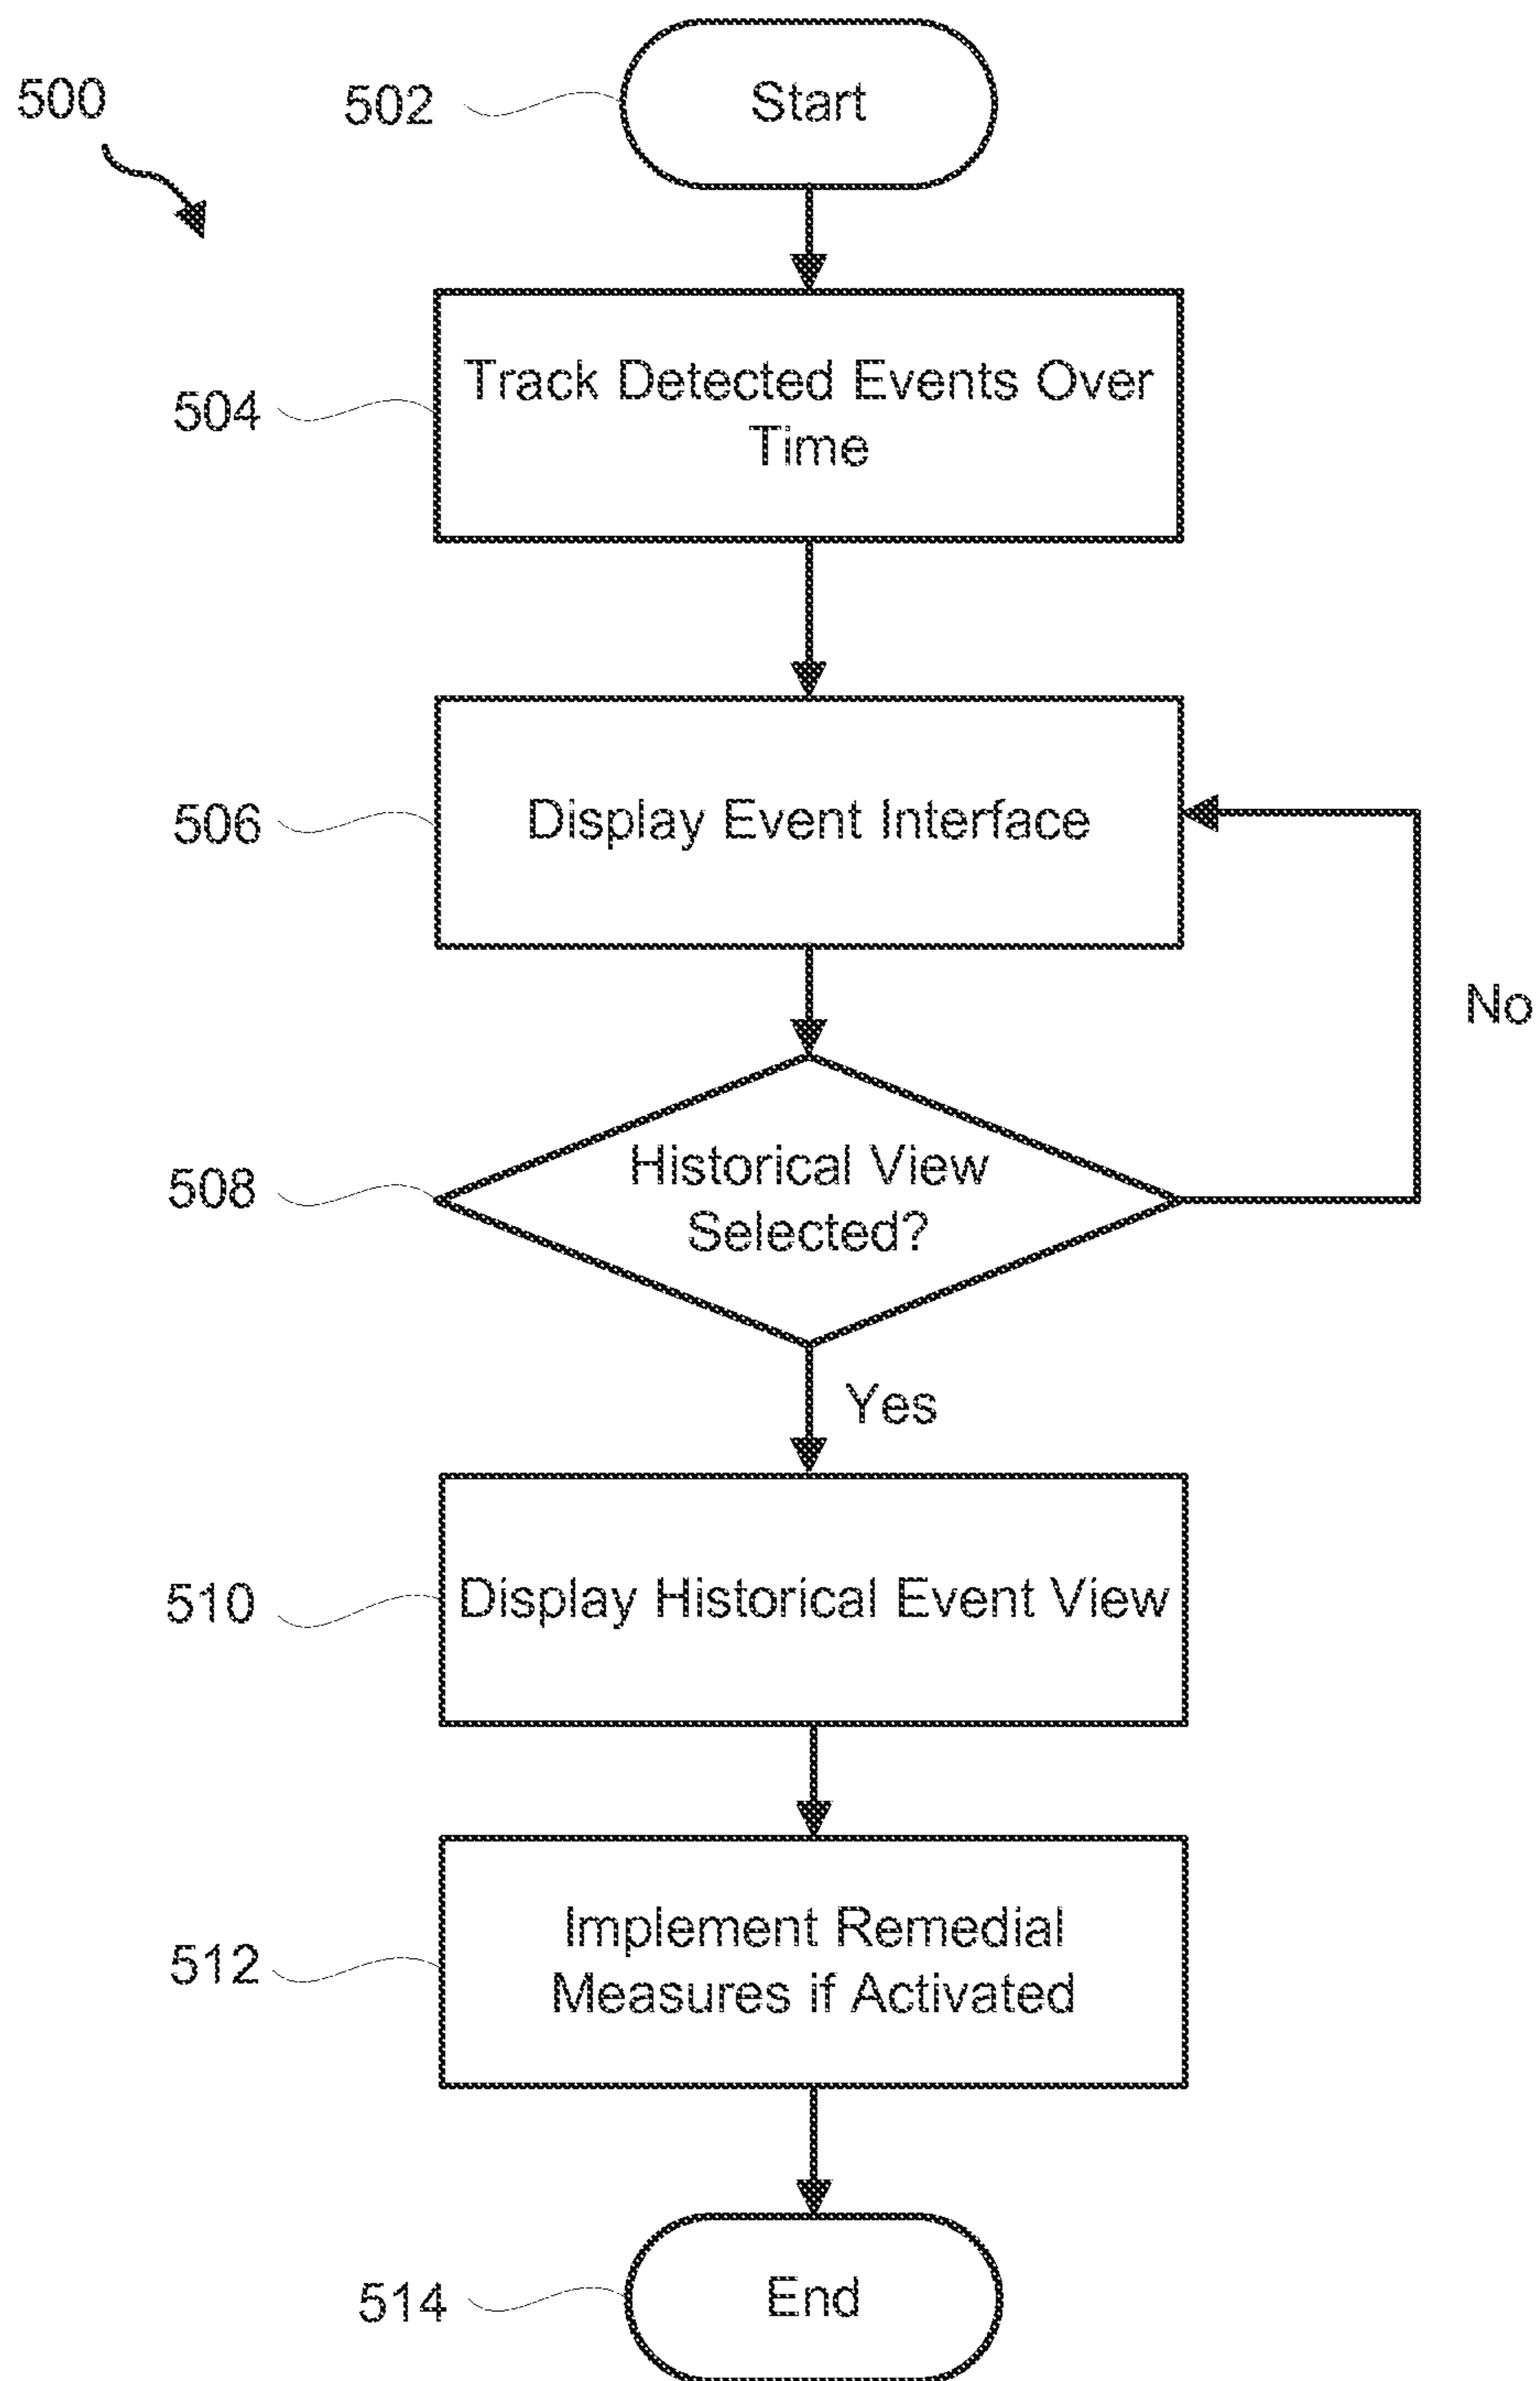 500
502
Start
504
Track Detected Events Over
Time
506
Display Event Interface
No
508
Historical View
Selected?
Yes
510
Display Historical Event View
512
Implement Remedial
Measures if Activated
514
End